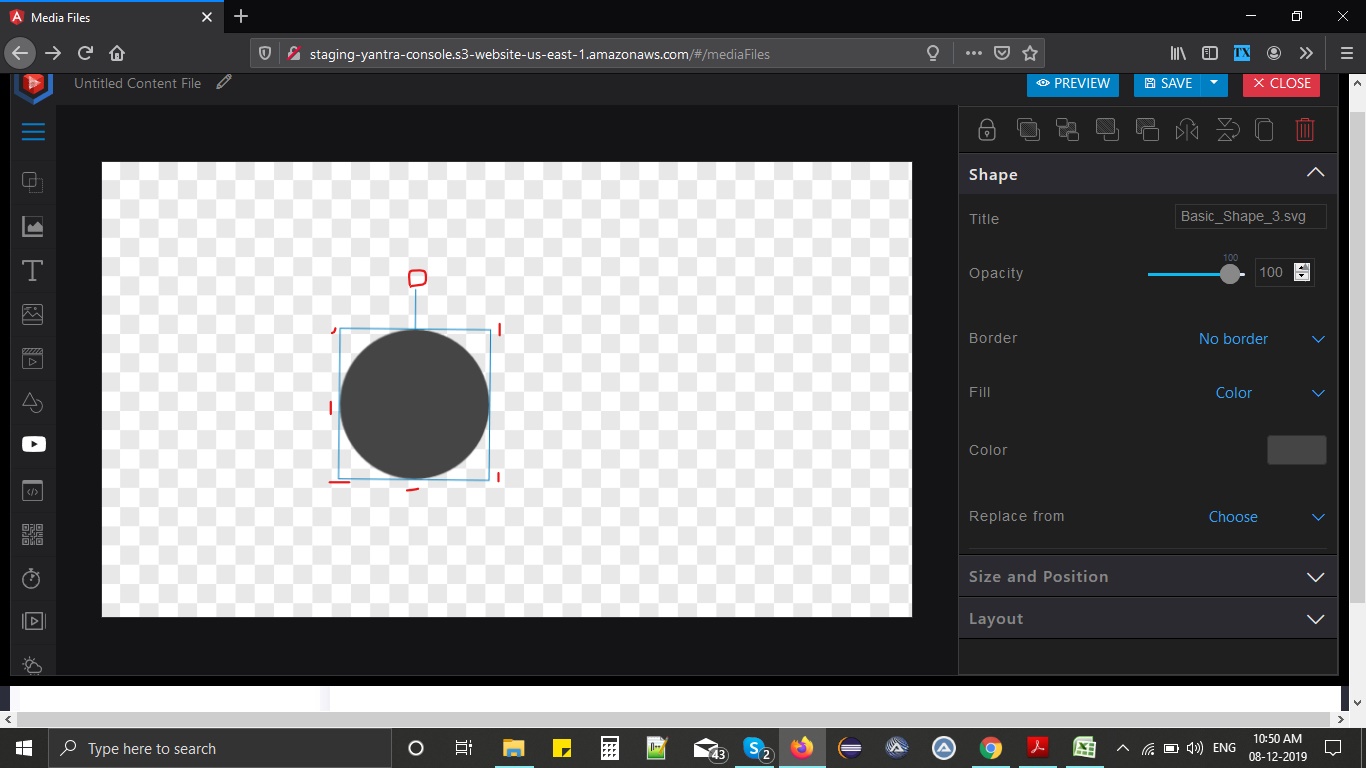 Media Files
staging-yantra-console.s3-website-us-east-1.amazonaws.com/#/mediaFiles
Untitled Content File
PREVIEW
SAVE
CLOSE
Shape
Title
Basic_Shape_3.svg
Opacity
100
100
Border
No border
Fill
Color
Color
Replace from
Choose
Size and Position
Layout
Type here to search
43
2
ENG
10:50 AM
08-12-2019